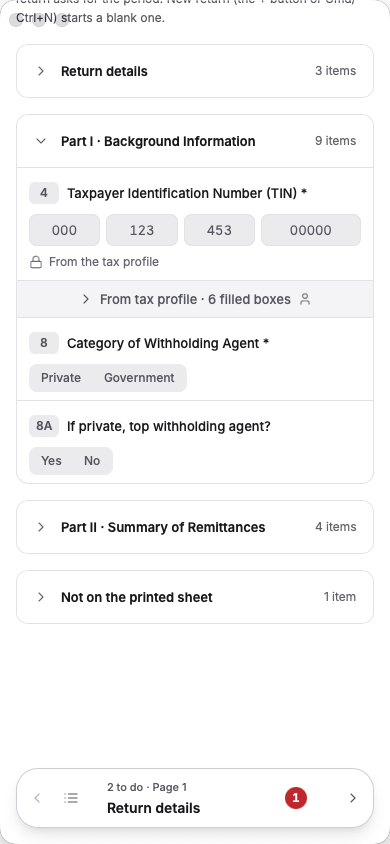 return asks for the period. New return (the + button or Cmd/
Ctrl+N) starts a blank one.
Return details
3 items
Part I · Background Information
9 items
4 Taxpayer Identification Number (TIN) *
000 123 453 00000
From the tax profile
From tax profile · 6 filled boxes
8 Category of Withholding Agent *
Private Government
8A If private, top withholding agent?
Yes No
Part II · Summary of Remittances
4 items
Not on the printed sheet
1 item
2 to do · Page 1
Return details
1